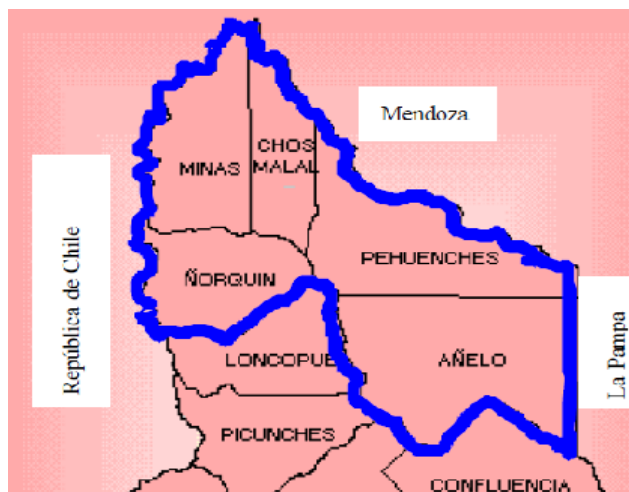 Mendoza
CHOS
MALAL
MINAS
República de Chile
PEHUENCHES
ÑORQUIN
La Pampa
LONCOPUE
AÑELO
PICUNCHES
CONFLUENCIA